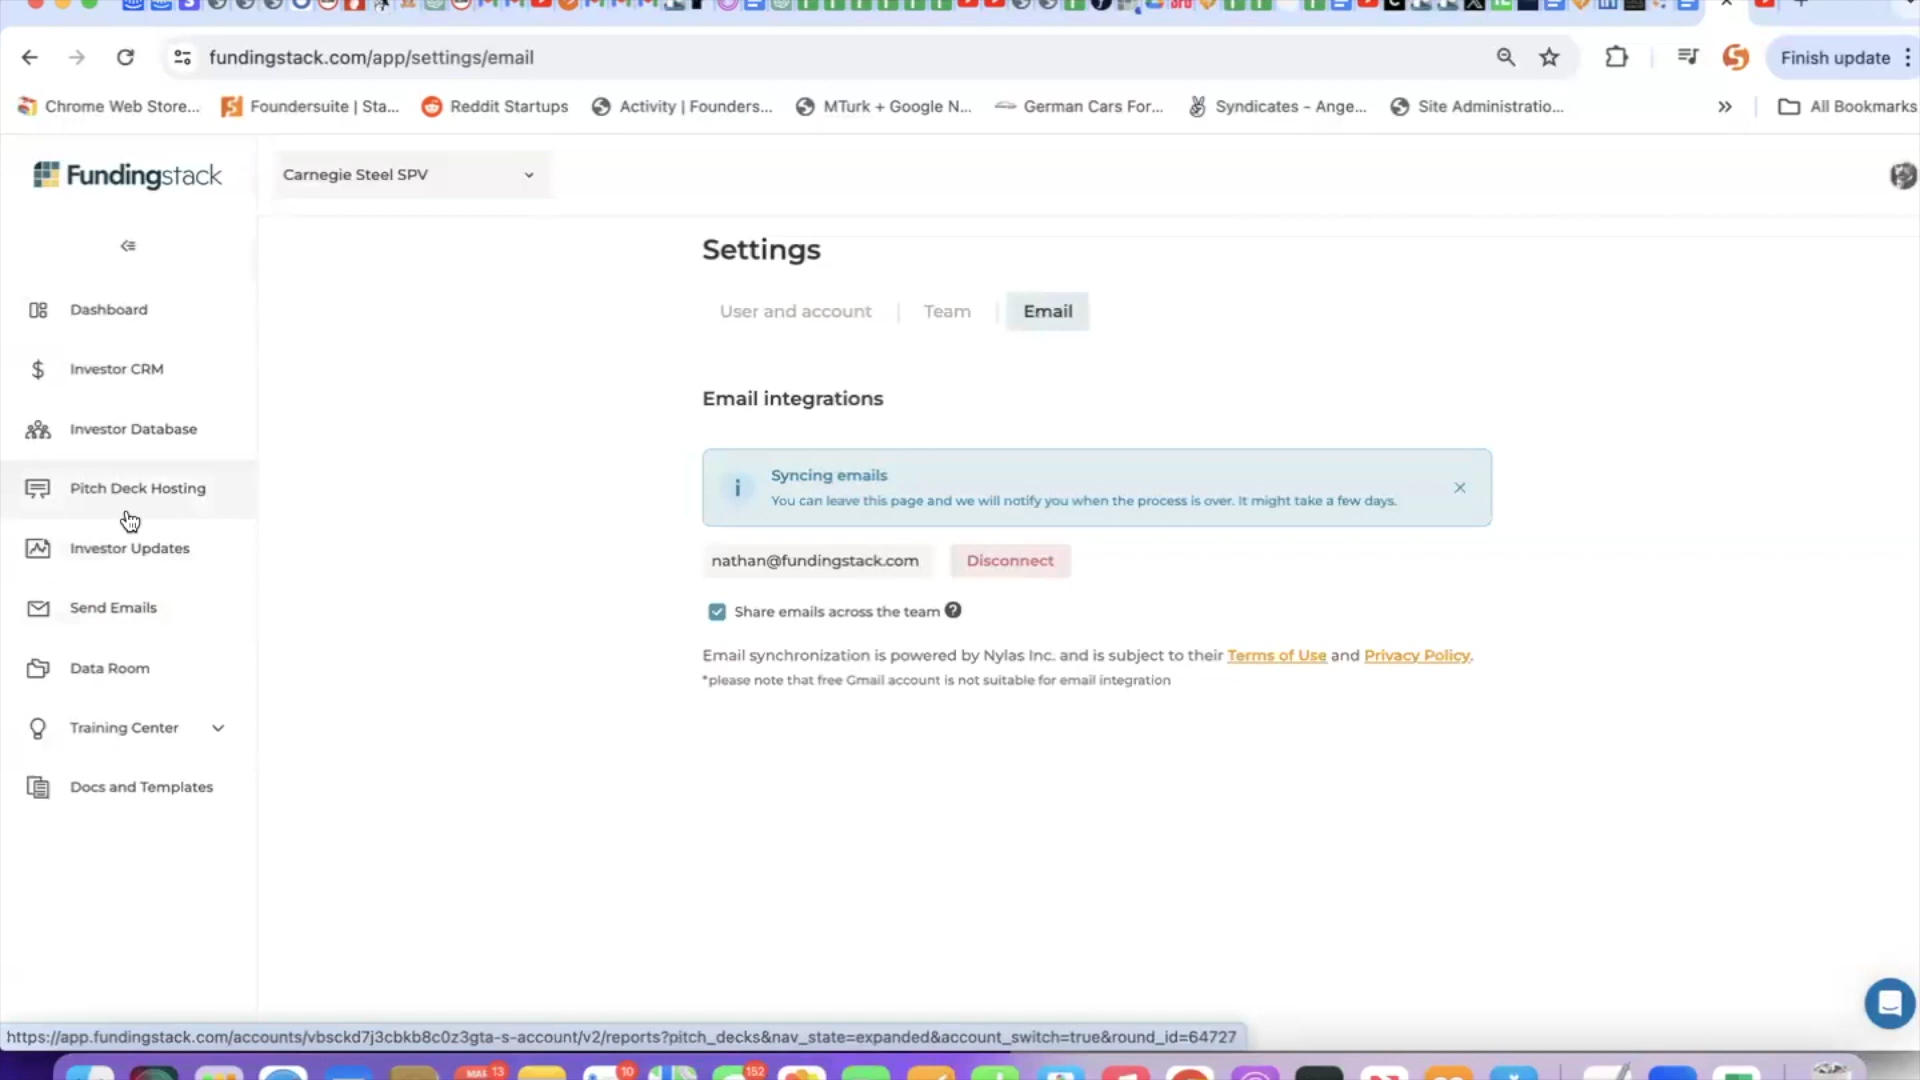 fundingstack.com/app/settings/email
Finish update
Chrome Web Store...
Foundersuite | Sta...
Reddit Startups
Activity | Founders...
MTurk + Google N...
German Cars For...
Syndicates – Ange...
Site Administratio...
All Bookmarks
Fundingstack
Carnegie Steel SPV
Settings
Dashboard
User and account
Team
Email
Investor CRM
Email integrations
Investor Database
Syncing emails
You can leave this page and we will notify you when the process is over. It might take a few days.
Pitch Deck Hosting
Investor Updates
nathan@fundingstack.com
Disconnect
Send Emails
Share emails across the team
Email synchronization is powered by Nylas Inc. and is subject to their Terms of Use and Privacy Policy.
*please note that free Gmail account is not suitable for email integration
Data Room
Training Center
Docs and Templates
https://app.fundingstack.com/accounts/vbsckd7j3cbkb8c0z3gta-s-account/v2/reports?pitch_decks&nav_state=expanded&account_switch=true&round_id=64727
MAR 13
10
152